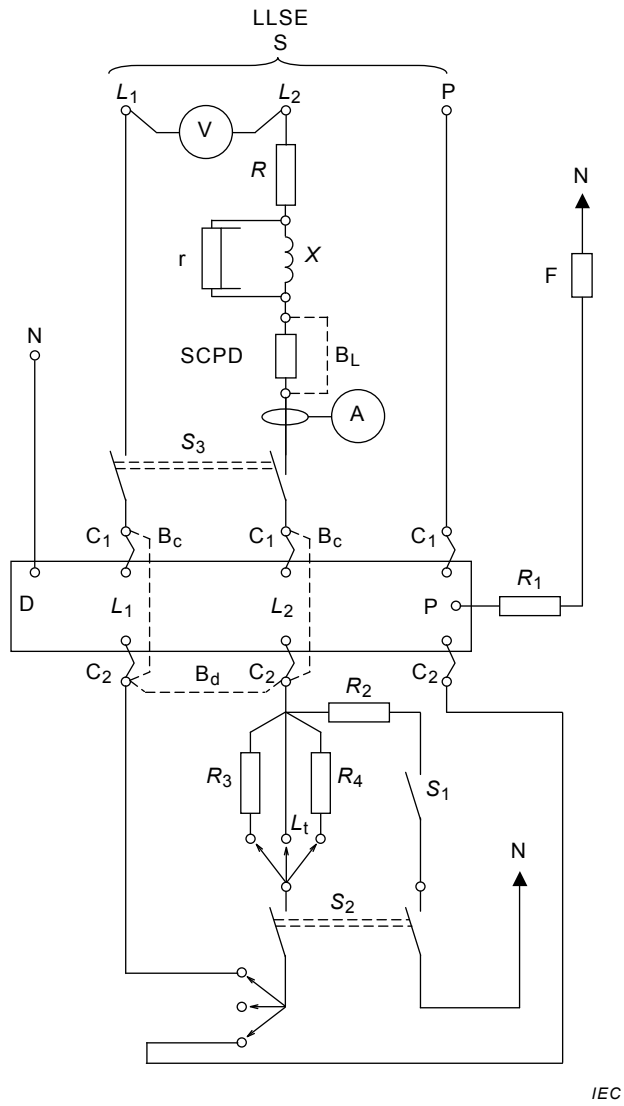 LLSE
S
L1 L2 P
V
R
N
r X
F
N
SCPD BL
A
S3
C1 Bc C1 Bc C1
R1
D L1 L2 P
C2 Bd C2 C2
R2
R3 R4
S1
Lt
N
S2
IEC